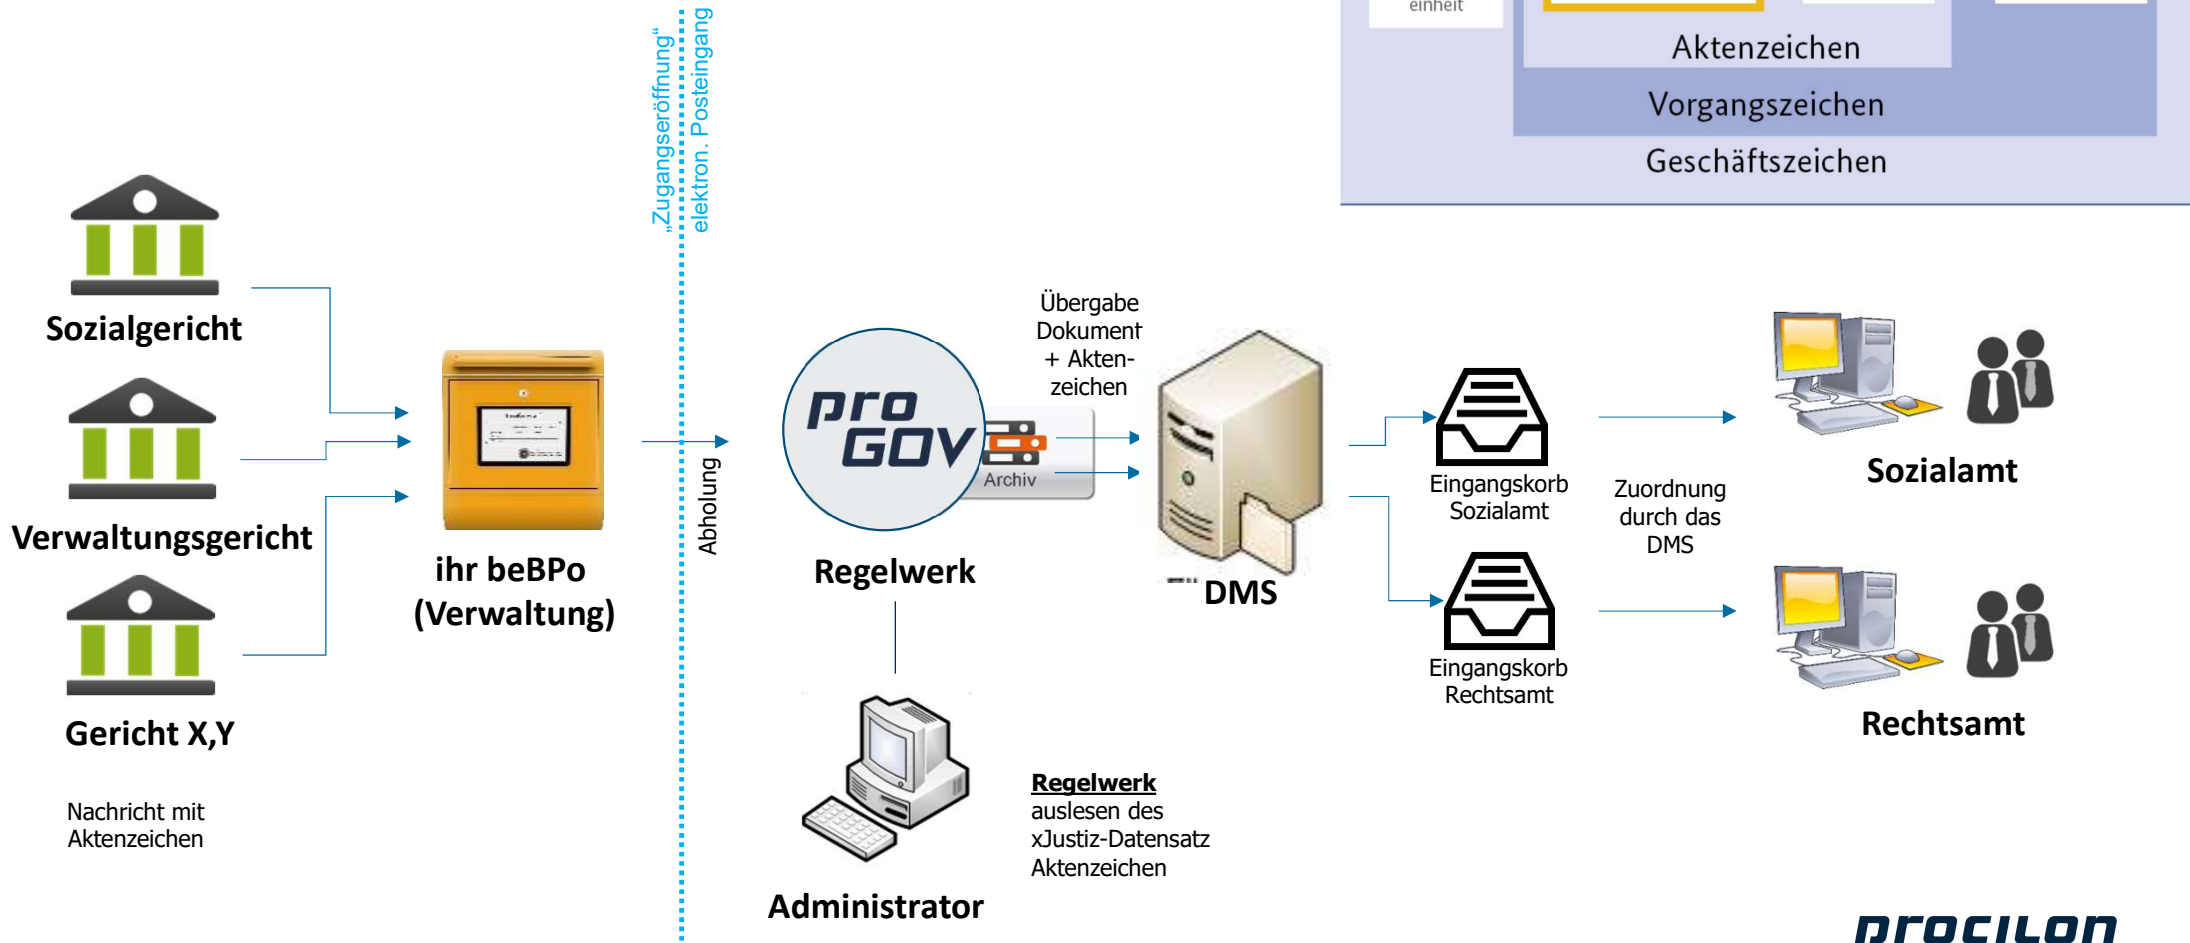 einheit
Aktenzeichen
Vorgangszeichen
Geschäftszeichen
„Zugangseröffnung“
elektron. Posteingang
Sozialgericht
Verwaltungsgericht
Gericht X,Y
Nachricht mit
Aktenzeichen
ihr beBPo
(Verwaltung)
Abholung
pro
GOV
Archiv
Regelwerk
Administrator
Regelwerk
auslesen des
xJustiz-Datensatz
Aktenzeichen
Übergabe
Dokument
+ Akten-
zeichen
DMS
Eingangskorb
Sozialamt
Eingangskorb
Rechtsamt
Zuordnung
durch das
DMS
Sozialamt
Rechtsamt
procilon